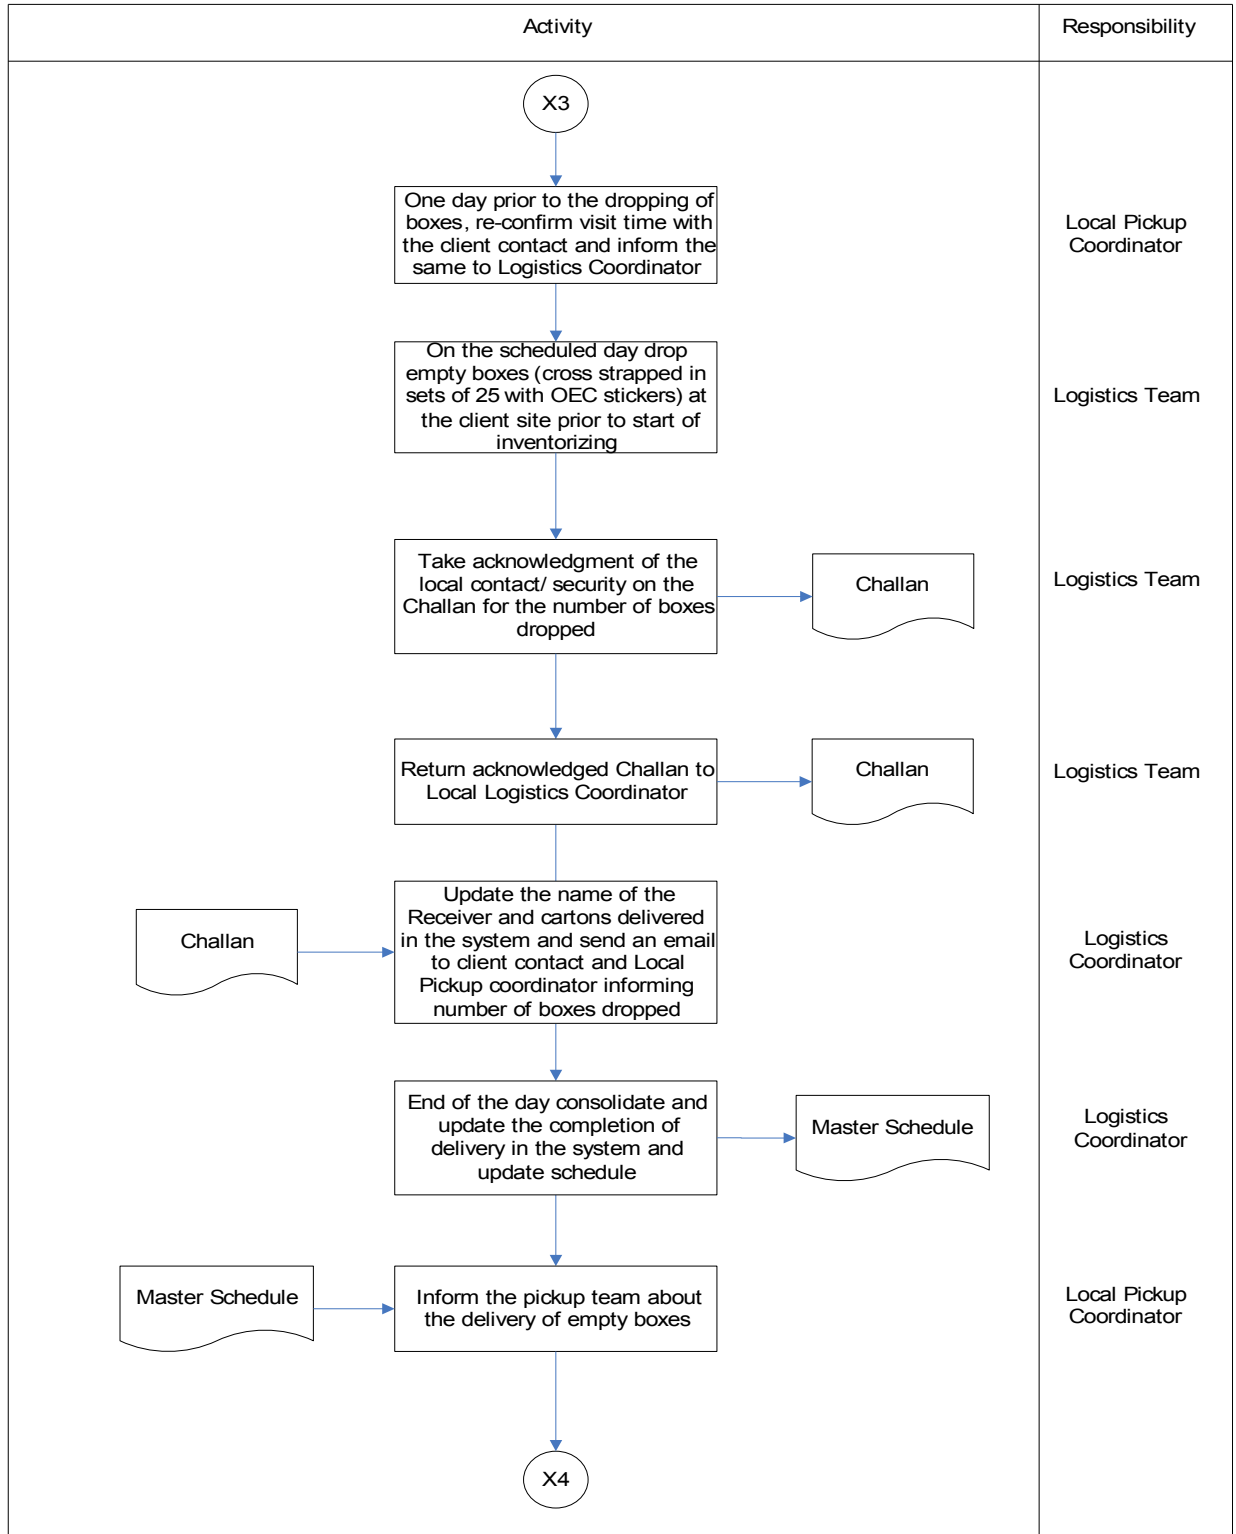 Activity
Responsibility
X3
One day prior to the dropping of
boxes, re-confirm visit time with
the client contact and inform the
same to Logistics Coordinator
Local Pickup
Coordinator
On the scheduled day drop
empty boxes (cross strapped in
sets of 25 with OEC stickers) at
the client site prior to start of
inventorizing
Logistics Team
Take acknowledgment of the
local contact/ security on the
Challan for the number of boxes
dropped
Challan
Logistics Team
Return acknowledged Challan to
Local Logistics Coordinator
Challan
Logistics Team
Challan
Update the name of the
Receiver and cartons delivered
in the system and send an email
to client contact and Local
Pickup coordinator informing
number of boxes dropped
Logistics
Coordinator
End of the day consolidate and
update the completion of
delivery in the system and
update schedule
Master Schedule
Logistics
Coordinator
Master Schedule
Inform the pickup team about
the delivery of empty boxes
Local Pickup
Coordinator
X4